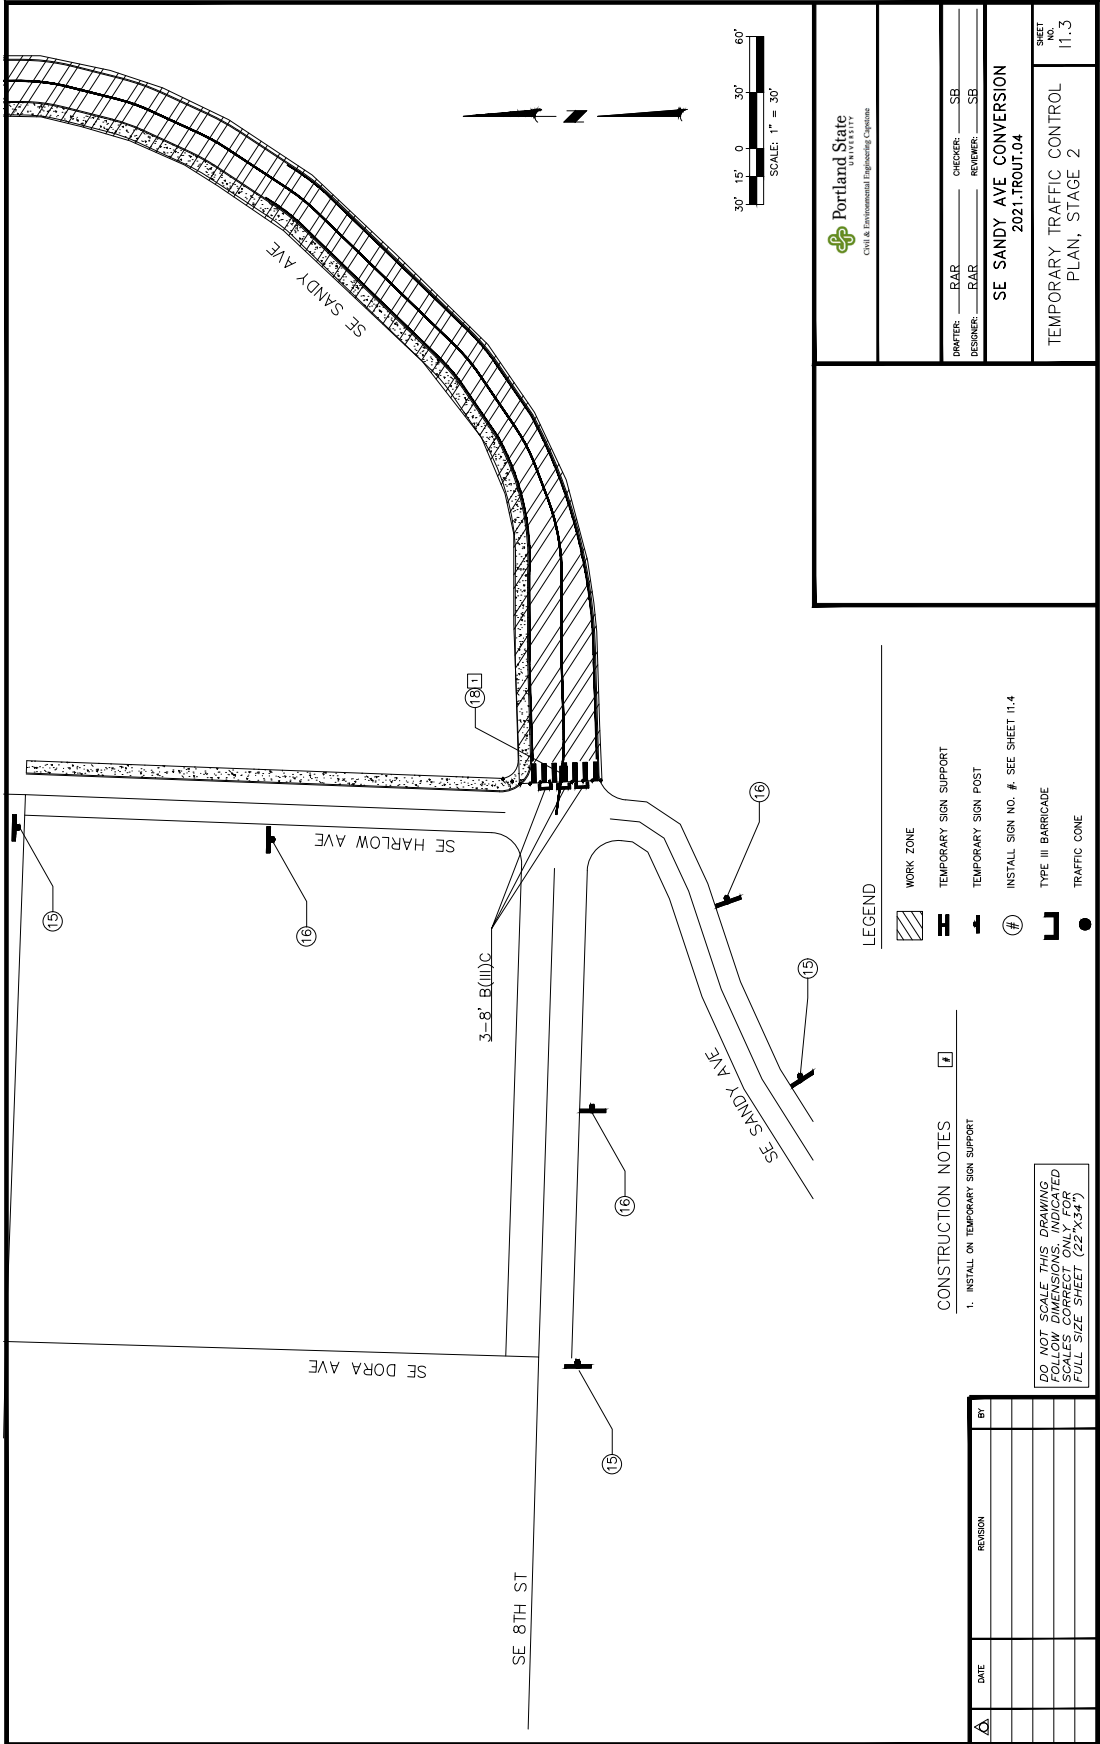 SE SANDY AVE
18
1
15
SE HARLOW AVE
16
3-8' B(III)C
16
15
SE SANDY AVE
16
15
SE DORA AVE
SE 8TH ST
30' 15' 0 30' 60'
SCALE: 1" = 30'
N
LEGEND
WORK ZONE
TEMPORARY SIGN SUPPORT
TEMPORARY SIGN POST
# INSTALL SIGN NO. #. SEE SHEET I1.4
TYPE III BARRICADE
TRAFFIC CONE
CONSTRUCTION NOTES #
1. INSTALL ON TEMPORARY SIGN SUPPORT
DO NOT SCALE THIS DRAWING
FOLLOW DIMENSIONS. INDICATED
SCALES CORRECT ONLY FOR
FULL SIZE SHEET (22"X34")
DATE REVISION BY
Portland State
UNIVERSITY
Civil & Environmental Engineering Capstone
DRAFTER: RAR CHECKER: SB
DESIGNER: RAR REVIEWER: SB
SE SANDY AVE CONVERSION
2021.TROUT.04
TEMPORARY TRAFFIC CONTROL
PLAN, STAGE 2
SHEET
NO.
I1.3